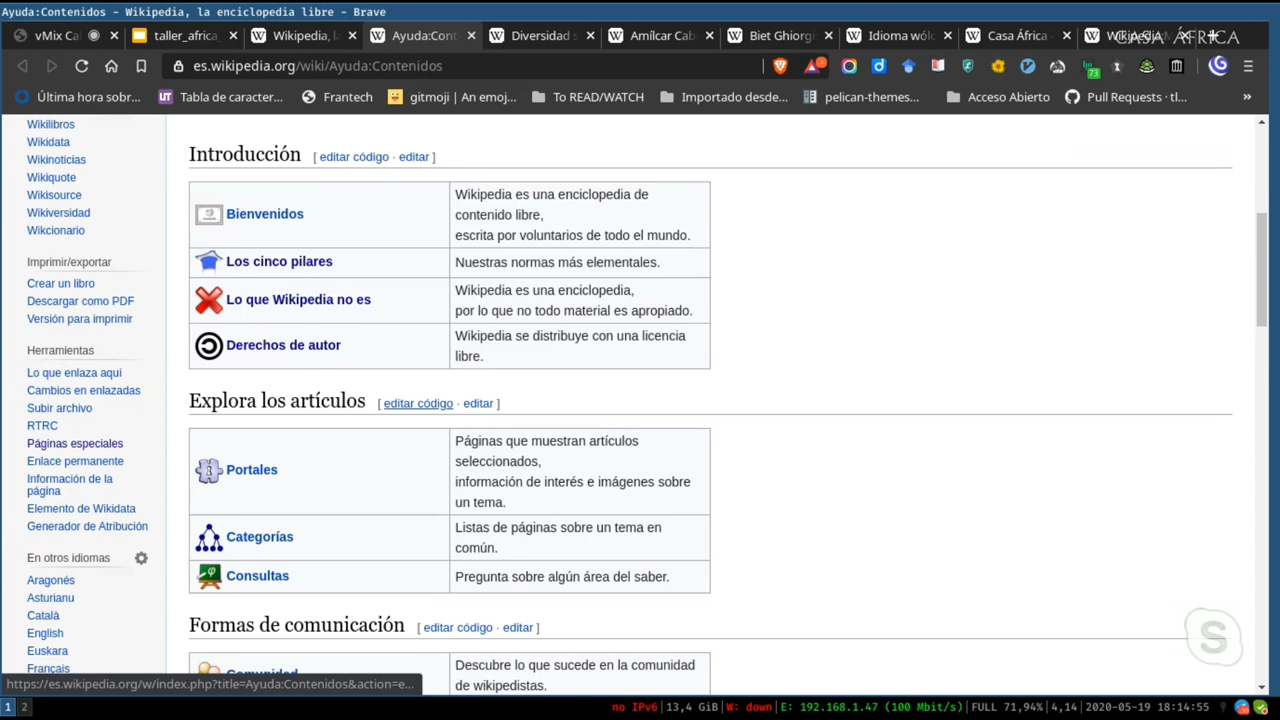 Ayuda:Contenidos – Wikipedia, la enciclopedia libre – Brave
vMix Cal
taller_africa_
Wikipedia, la
Ayuda:Cont
Diversidad s
Amílcar Cab
Biet Ghiorgi
Idioma wólo
Casa África -
CASA ÁFRICA
es.wikipedia.org/wiki/Ayuda:Contenidos
73
Última hora sobr...
Tabla de caracter...
Frantech
gitmoji | An emoj...
To READ/WATCH
Importado desde...
pelican-themes...
Acceso Abierto
Pull Requests · tl...
»
Wikilibros
Wikidata
Wikinoticias
Wikiquote
Wikisource
Wikiversidad
Wikcionario
Imprimir/exportar
Crear un libro
Descargar como PDF
Versión para imprimir
Herramientas
Lo que enlaza aquí
Cambios en enlazadas
Subir archivo
RTRC
Páginas especiales
Enlace permanente
Información de la
página
Elemento de Wikidata
Generador de Atribución
En otros idiomas
Aragonés
Asturianu
Català
English
Euskara
Français
Introducción [ editar código · editar ]
Bienvenidos
Wikipedia es una enciclopedia de
contenido libre,
escrita por voluntarios de todo el mundo.
Los cinco pilares
Nuestras normas más elementales.
Lo que Wikipedia no es
Wikipedia es una enciclopedia,
por lo que no todo material es apropiado.
Derechos de autor
Wikipedia se distribuye con una licencia
libre.
Explora los artículos [ editar código · editar ]
Portales
Páginas que muestran artículos
seleccionados,
información de interés e imágenes sobre
un tema.
Categorías
Listas de páginas sobre un tema en
común.
Consultas
Pregunta sobre algún área del saber.
Formas de comunicación [ editar código · editar ]
Comunidad
Descubre lo que sucede en la comunidad
de wikipedistas.
https://es.wikipedia.org/w/index.php?title=Ayuda:Contenidos&action=e...
1 2
no IPv6 | 13,4 GiB | W: down | E: 192.168.1.47 (100 Mbit/s) | FULL 71,94% | 4,14 | 2020-05-19 18:14:55